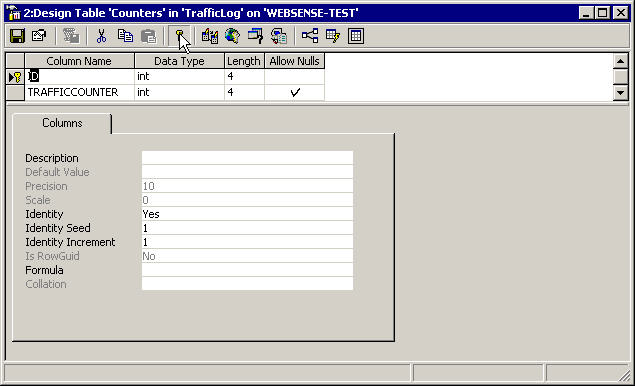 2:Design Table 'Counters' in 'TrafficLog' on 'WEBSENSE-TEST'
Column Name Data Type Length Allow Nulls
ID int 4
TRAFFICCOUNTER int 4
Columns
Description
Default Value
Precision 10
Scale 0
Identity Yes
Identity Seed 1
Identity Increment 1
Is RowGuid No
Formula
Collation